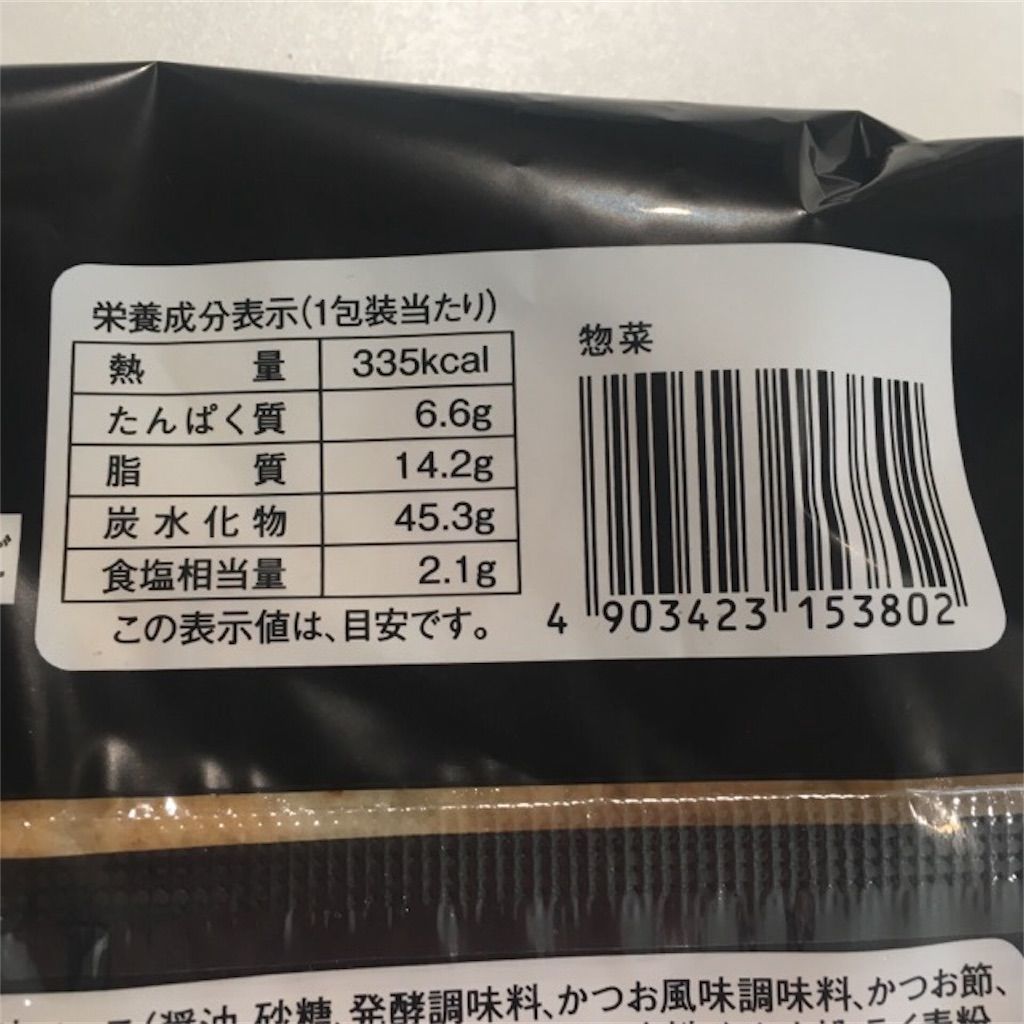 栄養成分表示(1包装当たり)
熱量 335kcal
たんぱく質 6.6g
脂質 14.2g
炭水化物 45.3g
食塩相当量 2.1g
この表示値は、目安です。
惣菜
4 903423 153802
(醤油、砂糖、発酵調味料、かつお風味調味料、かつお節、